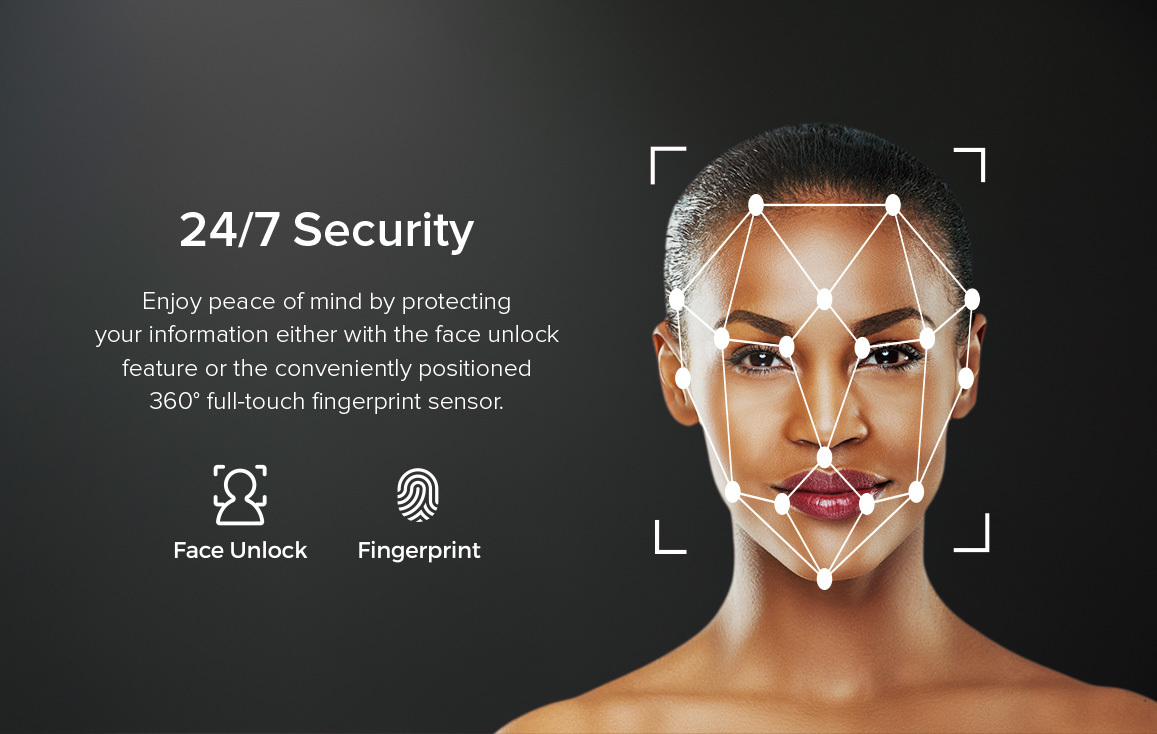 24/7 Security
Enjoy peace of mind by protecting
your information either with the face unlock
feature or the conveniently positioned
360° full-touch fingerprint sensor.
Face Unlock
Fingerprint